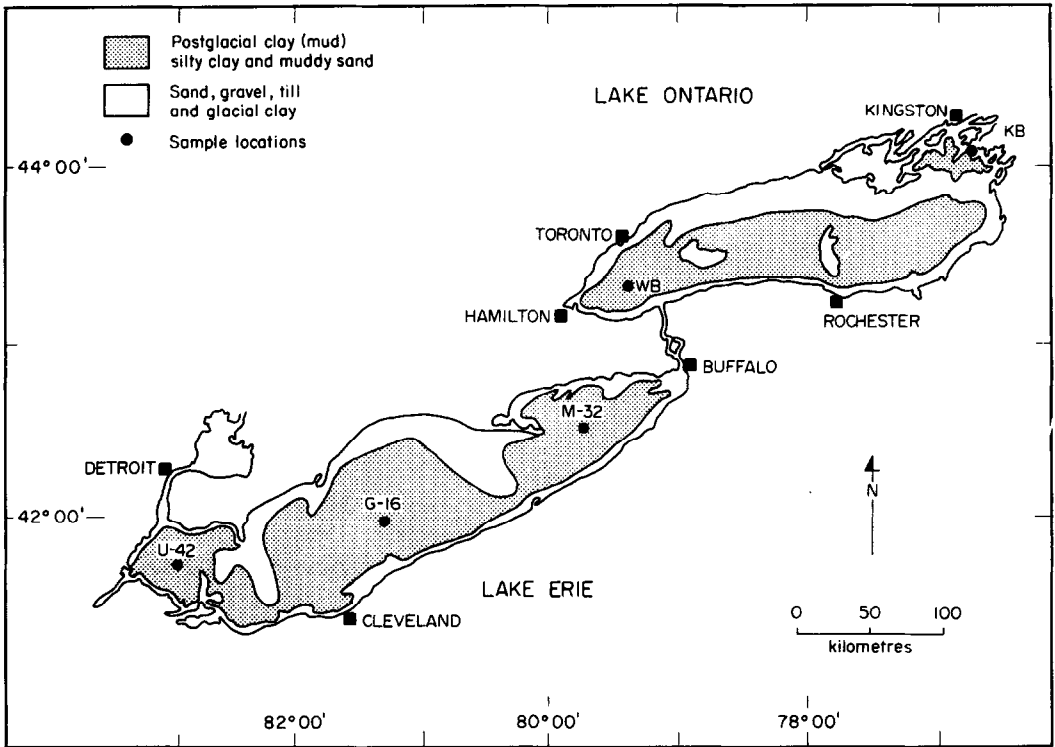 Postglacial clay (mud)
silty clay and muddy sand
Sand, gravel, till
and glacial clay
Sample locations
LAKE ONTARIO
KINGSTON
KB
44°00'
TORONTO
WB
HAMILTON
ROCHESTER
BUFFALO
M-32
DETROIT
G-16
N
42°00'
U-42
LAKE ERIE
CLEVELAND
0 50 100
kilometres
82°00' 80°00' 78°00'